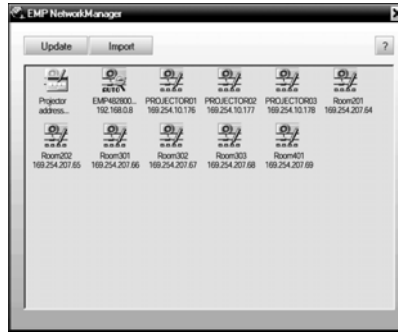 EMP NetworkManager
Update Import ?
Projector address...
EMP482800... 192.168.0.8
PROJECTOR01 169.254.10.176
PROJECTOR02 169.254.10.177
PROJECTOR03 169.254.10.178
Room201 169.254.207.64
Room202 169.254.207.65
Room301 169.254.207.66
Room302 169.254.207.67
Room303 169.254.207.68
Room401 169.254.207.69